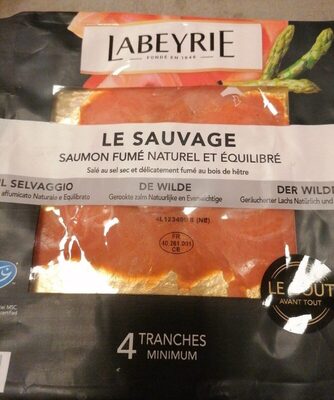 LABEYRIE
FONDÉ EN 1946
LE SAUVAGE
SAUMON FUMÉ NATUREL ET ÉQUILIBRÉ
Salé au sel sec et délicatement fumé au bois de hêtre
IL SELVAGGIO DE WILDE DER WILDE
affumicato Naturale e Equilibrato Gerookte zalm Natuurlijke en Evenwichtige Geräucherter Lachs Natürlich und
FR
40.261.001
CE
LE GOÛT
AVANT TOUT
MSC
4 TRANCHES
MINIMUM